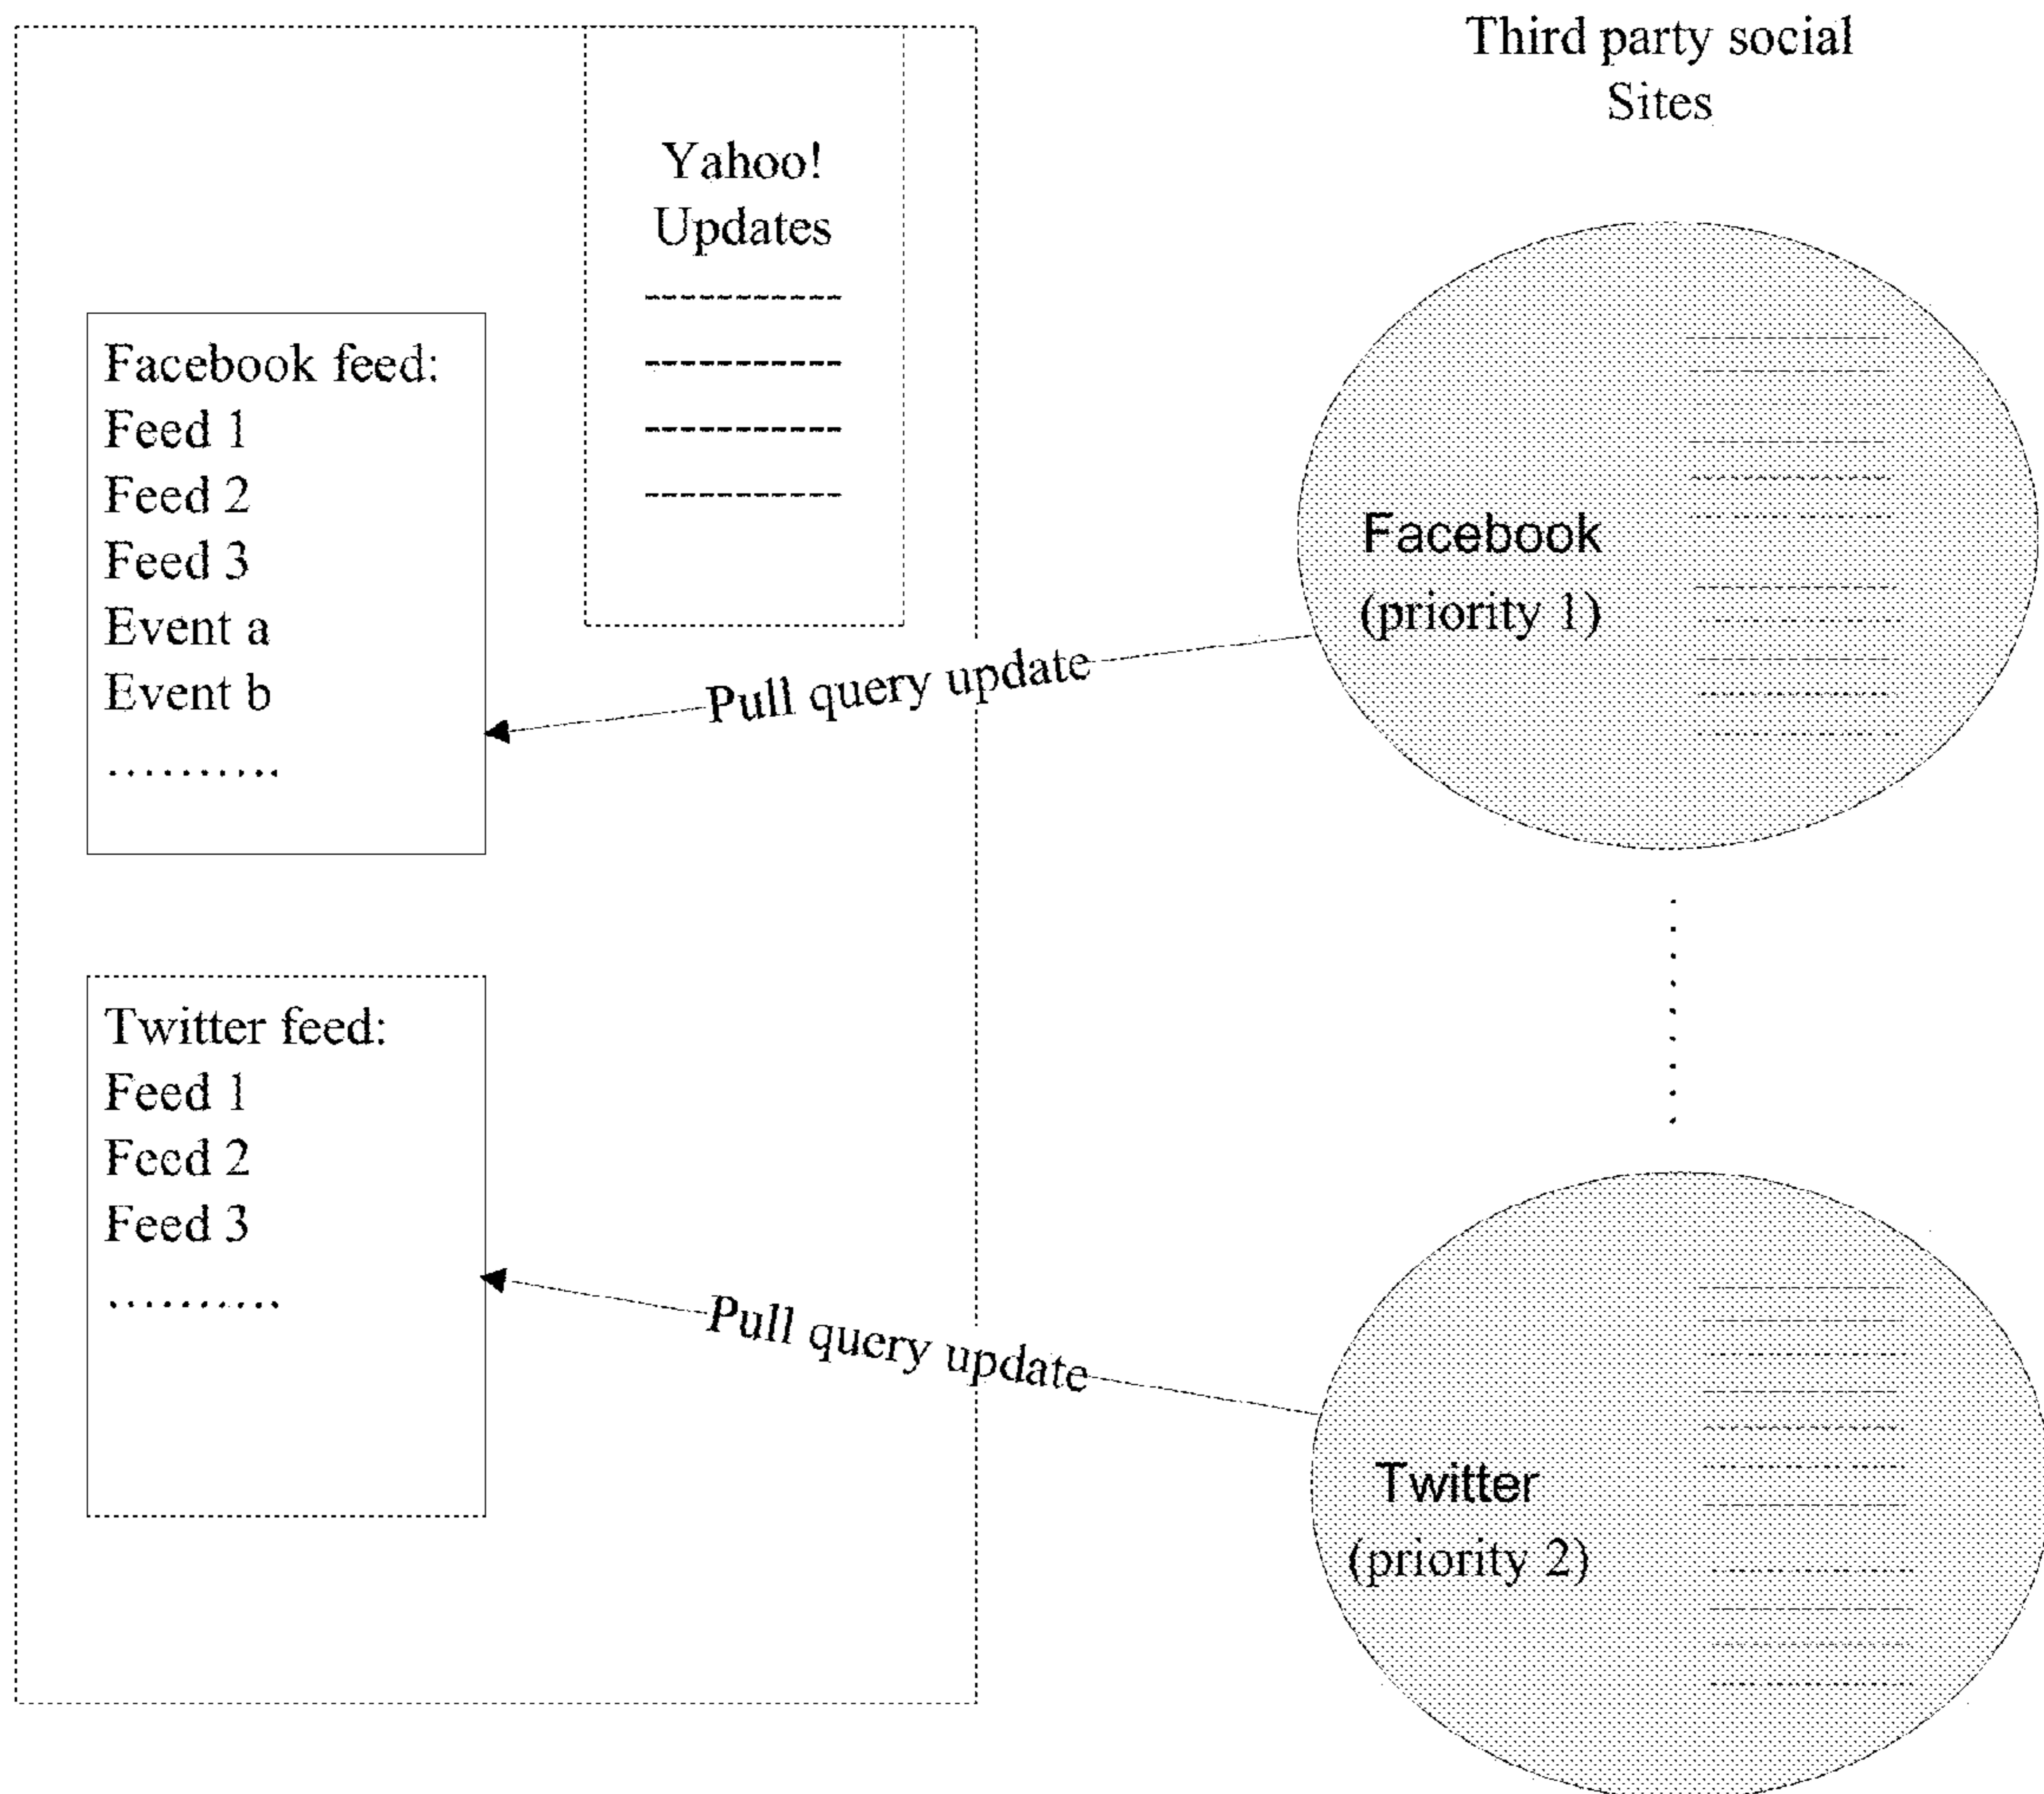 Third party social
Sites
Yahoo!
Updates
Facebook feed:
Feed 1
Feed 2
Feed 3
Event a
Event b
..........
Pull query update
Facebook
(priority 1)
Twitter feed:
Feed 1
Feed 2
Feed 3
..........
Pull query update
Twitter
(priority 2)